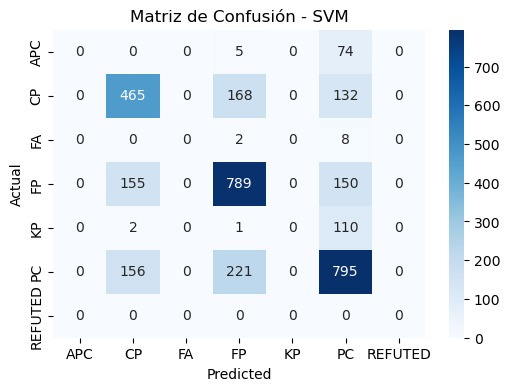 Matriz de Confusión - SVM
APC 0 0 0 5 0 74 0
CP 0 465 0 168 0 132 0
FA 0 0 0 2 0 8 0
FP 0 155 0 789 0 150 0
KP 0 2 0 1 0 110 0
PC 0 156 0 221 0 795 0
REFUTED 0 0 0 0 0 0 0
APC CP FA FP KP PC REFUTED
Predicted
Actual
700
600
500
400
300
200
100
0